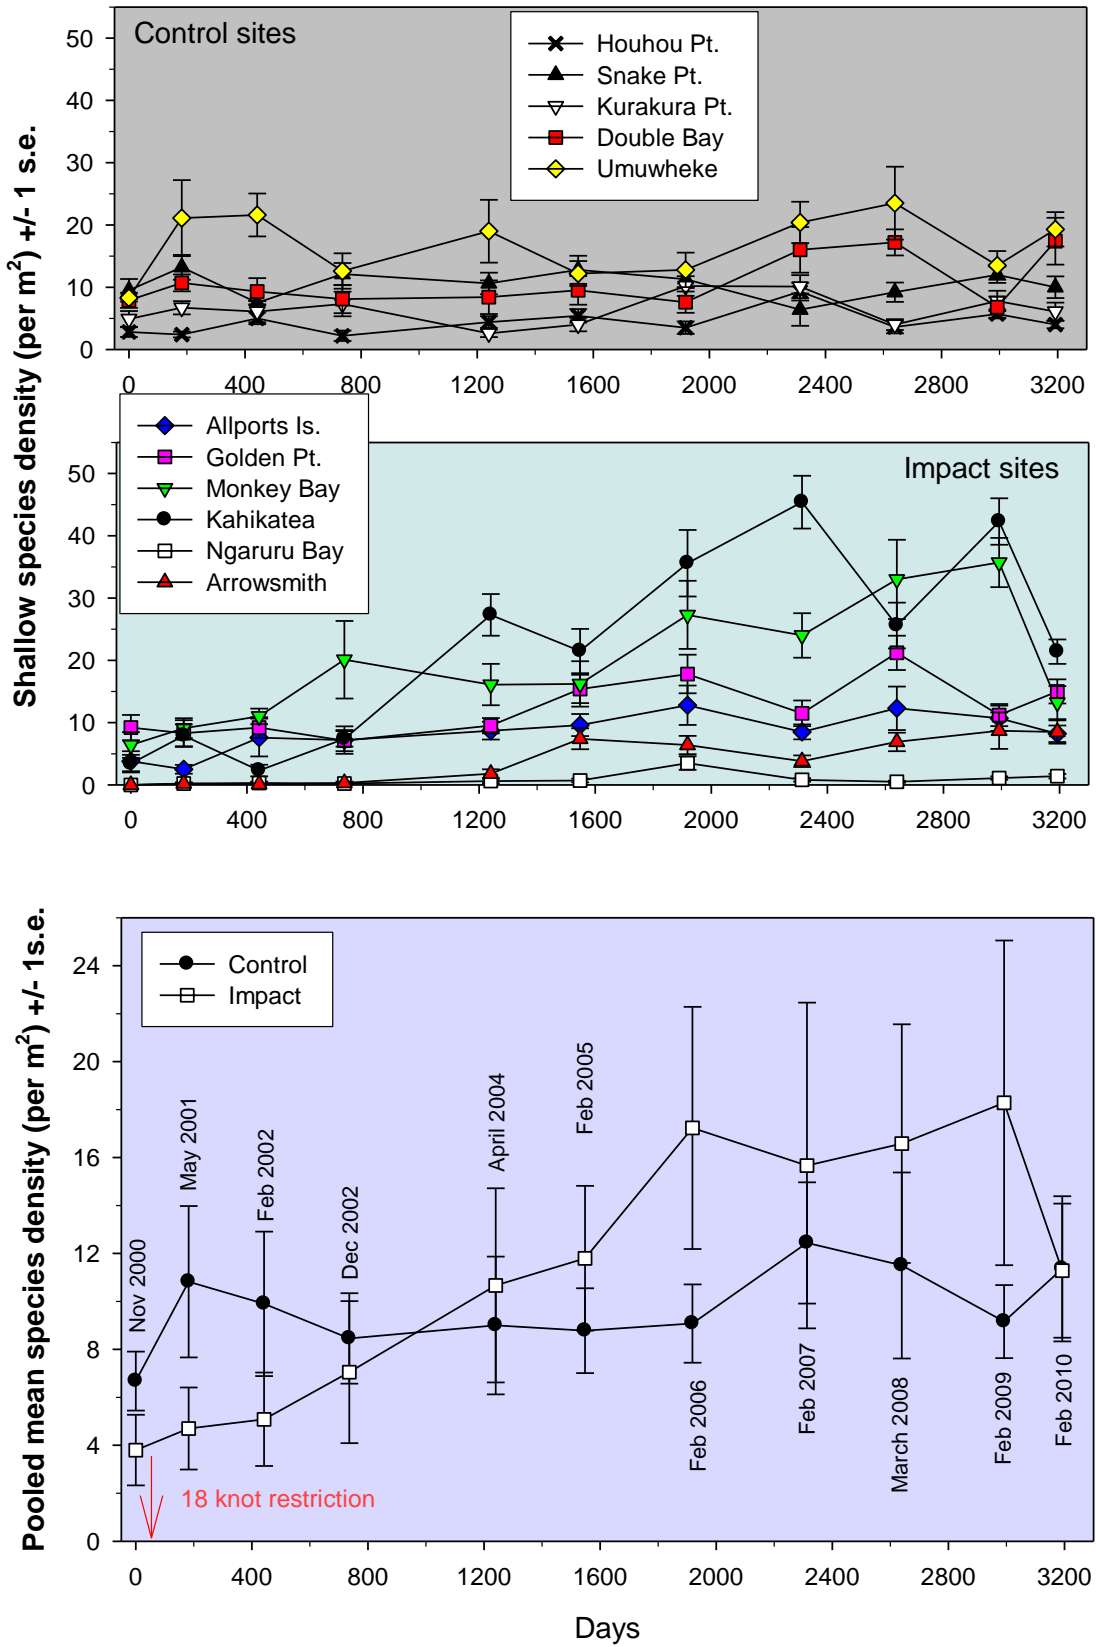 Control sites
Houhou Pt.
Snake Pt.
Kurakura Pt.
Double Bay
Umuwheke
50
40
30
20
10
0
0 400 800 1200 1600 2000 2400 2800 3200
Shallow species density (per m2) +/- 1 s.e.
Allports Is.
Golden Pt.
Monkey Bay
Kahikatea
Ngaruru Bay
Arrowsmith
Impact sites
50
40
30
20
10
0
0 400 800 1200 1600 2000 2400 2800 3200
Pooled mean species density (per m2) +/- 1s.e.
Control
Impact
24
20
16
12
8
4
0
Nov 2000
May 2001
Feb 2002
Dec 2002
April 2004
Feb 2005
Feb 2006
Feb 2007
March 2008
Feb 2009
Feb 2010
18 knot restriction
0 400 800 1200 1600 2000 2400 2800 3200
Days